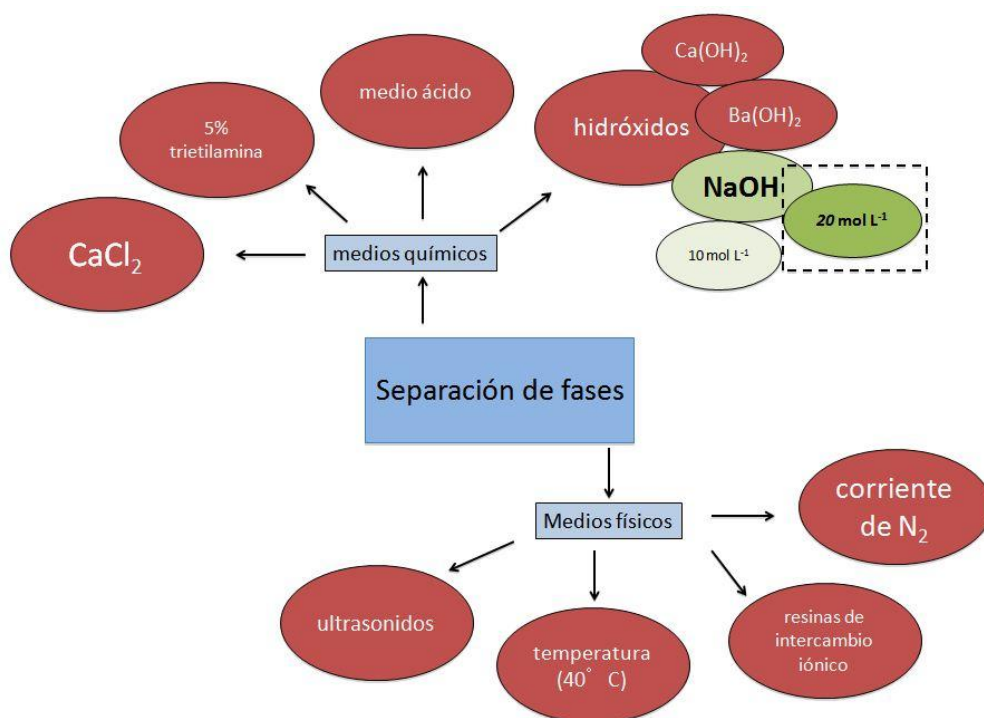 Ca(OH)₂
medio ácido
hidróxidos
Ba(OH)₂
5%
trietilamina
NaOH
20 mol L⁻¹
CaCl₂
medios químicos
10 mol L⁻¹
Separación de fases
corriente
de N₂
Medios físicos
ultrasonidos
temperatura
(40° C)
resinas de
intercambio
iónico